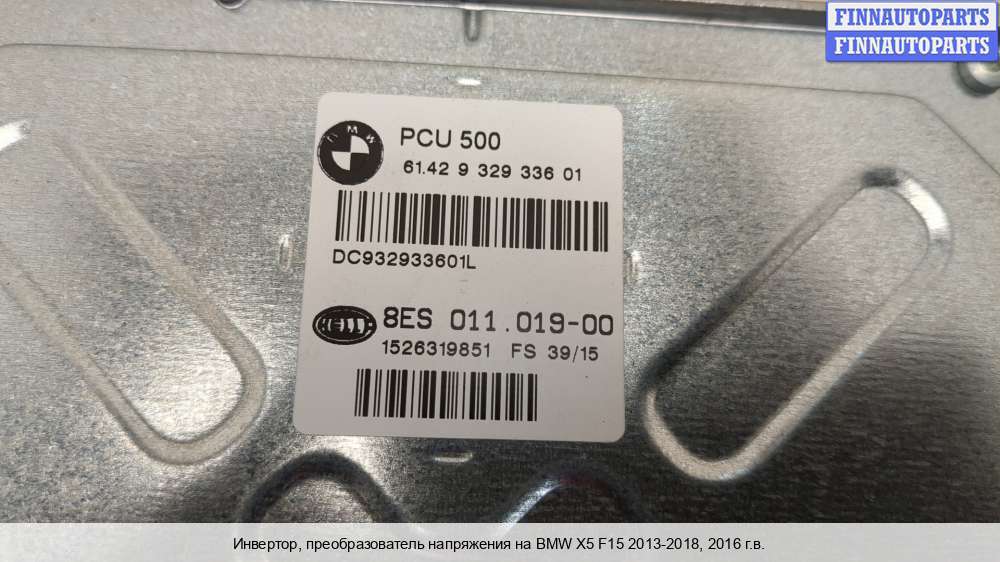 FINNAUTOPARTS
FINNAUTOPARTS
BMW
PCU 500
61.42 9 329 336 01
DC932933601L
HELLA
8ES 011.019-00
1526319851 FS 39/15
Инвертор, преобразователь напряжения на BMW X5 F15 2013-2018, 2016 г.в.